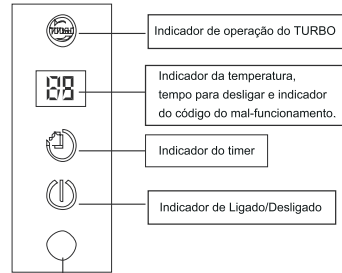 TURBO
Indicador de operação do TURBO
88
Indicador da temperatura,
tempo para desligar e indicador
do código do mal-funcionamento.
Indicador do timer
Indicador de Ligado/Desligado